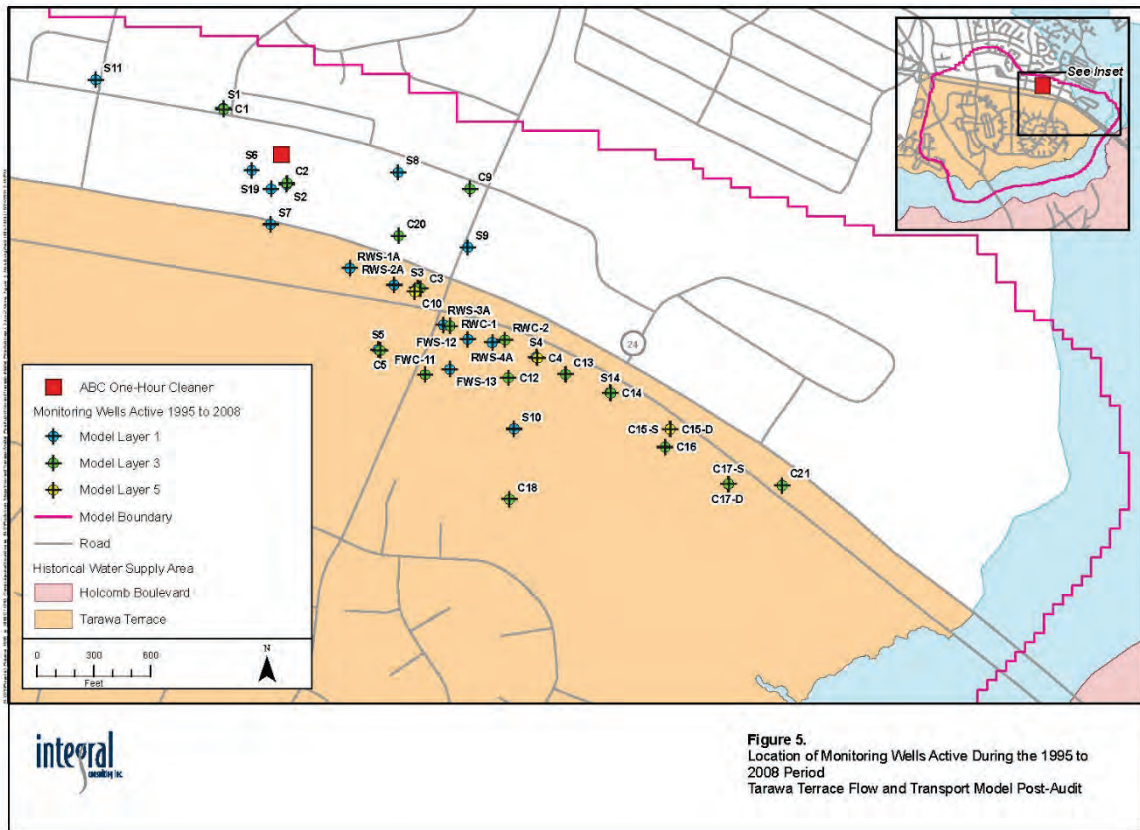 S11
S1
C1
See Inset
S6
C2
S19
S2
S8
C9
S7
C20
S9
RWS-1A
RWS-2A
S3
C3
C10
RWS-3A
RWC-1
RWC-2
FWS-12
S5
C5
FWC-11
RWS-4A
S4
C4
C13
24
FWS-13
C12
S14
C14
S10
C15-S
C15-D
C16
C17-S
C17-D
C21
C18
ABC One-Hour Cleaner
Monitoring Wells Active 1995 to 2008
Model Layer 1
Model Layer 3
Model Layer 5
Model Boundary
Road
Historical Water Supply Area
Holcomb Boulevard
Tarawa Terrace
0 300 600
Feet
N
integral
consulting inc.
Figure 5.
Location of Monitoring Wells Active During the 1995 to
2008 Period
Tarawa Terrace Flow and Transport Model Post-Audit